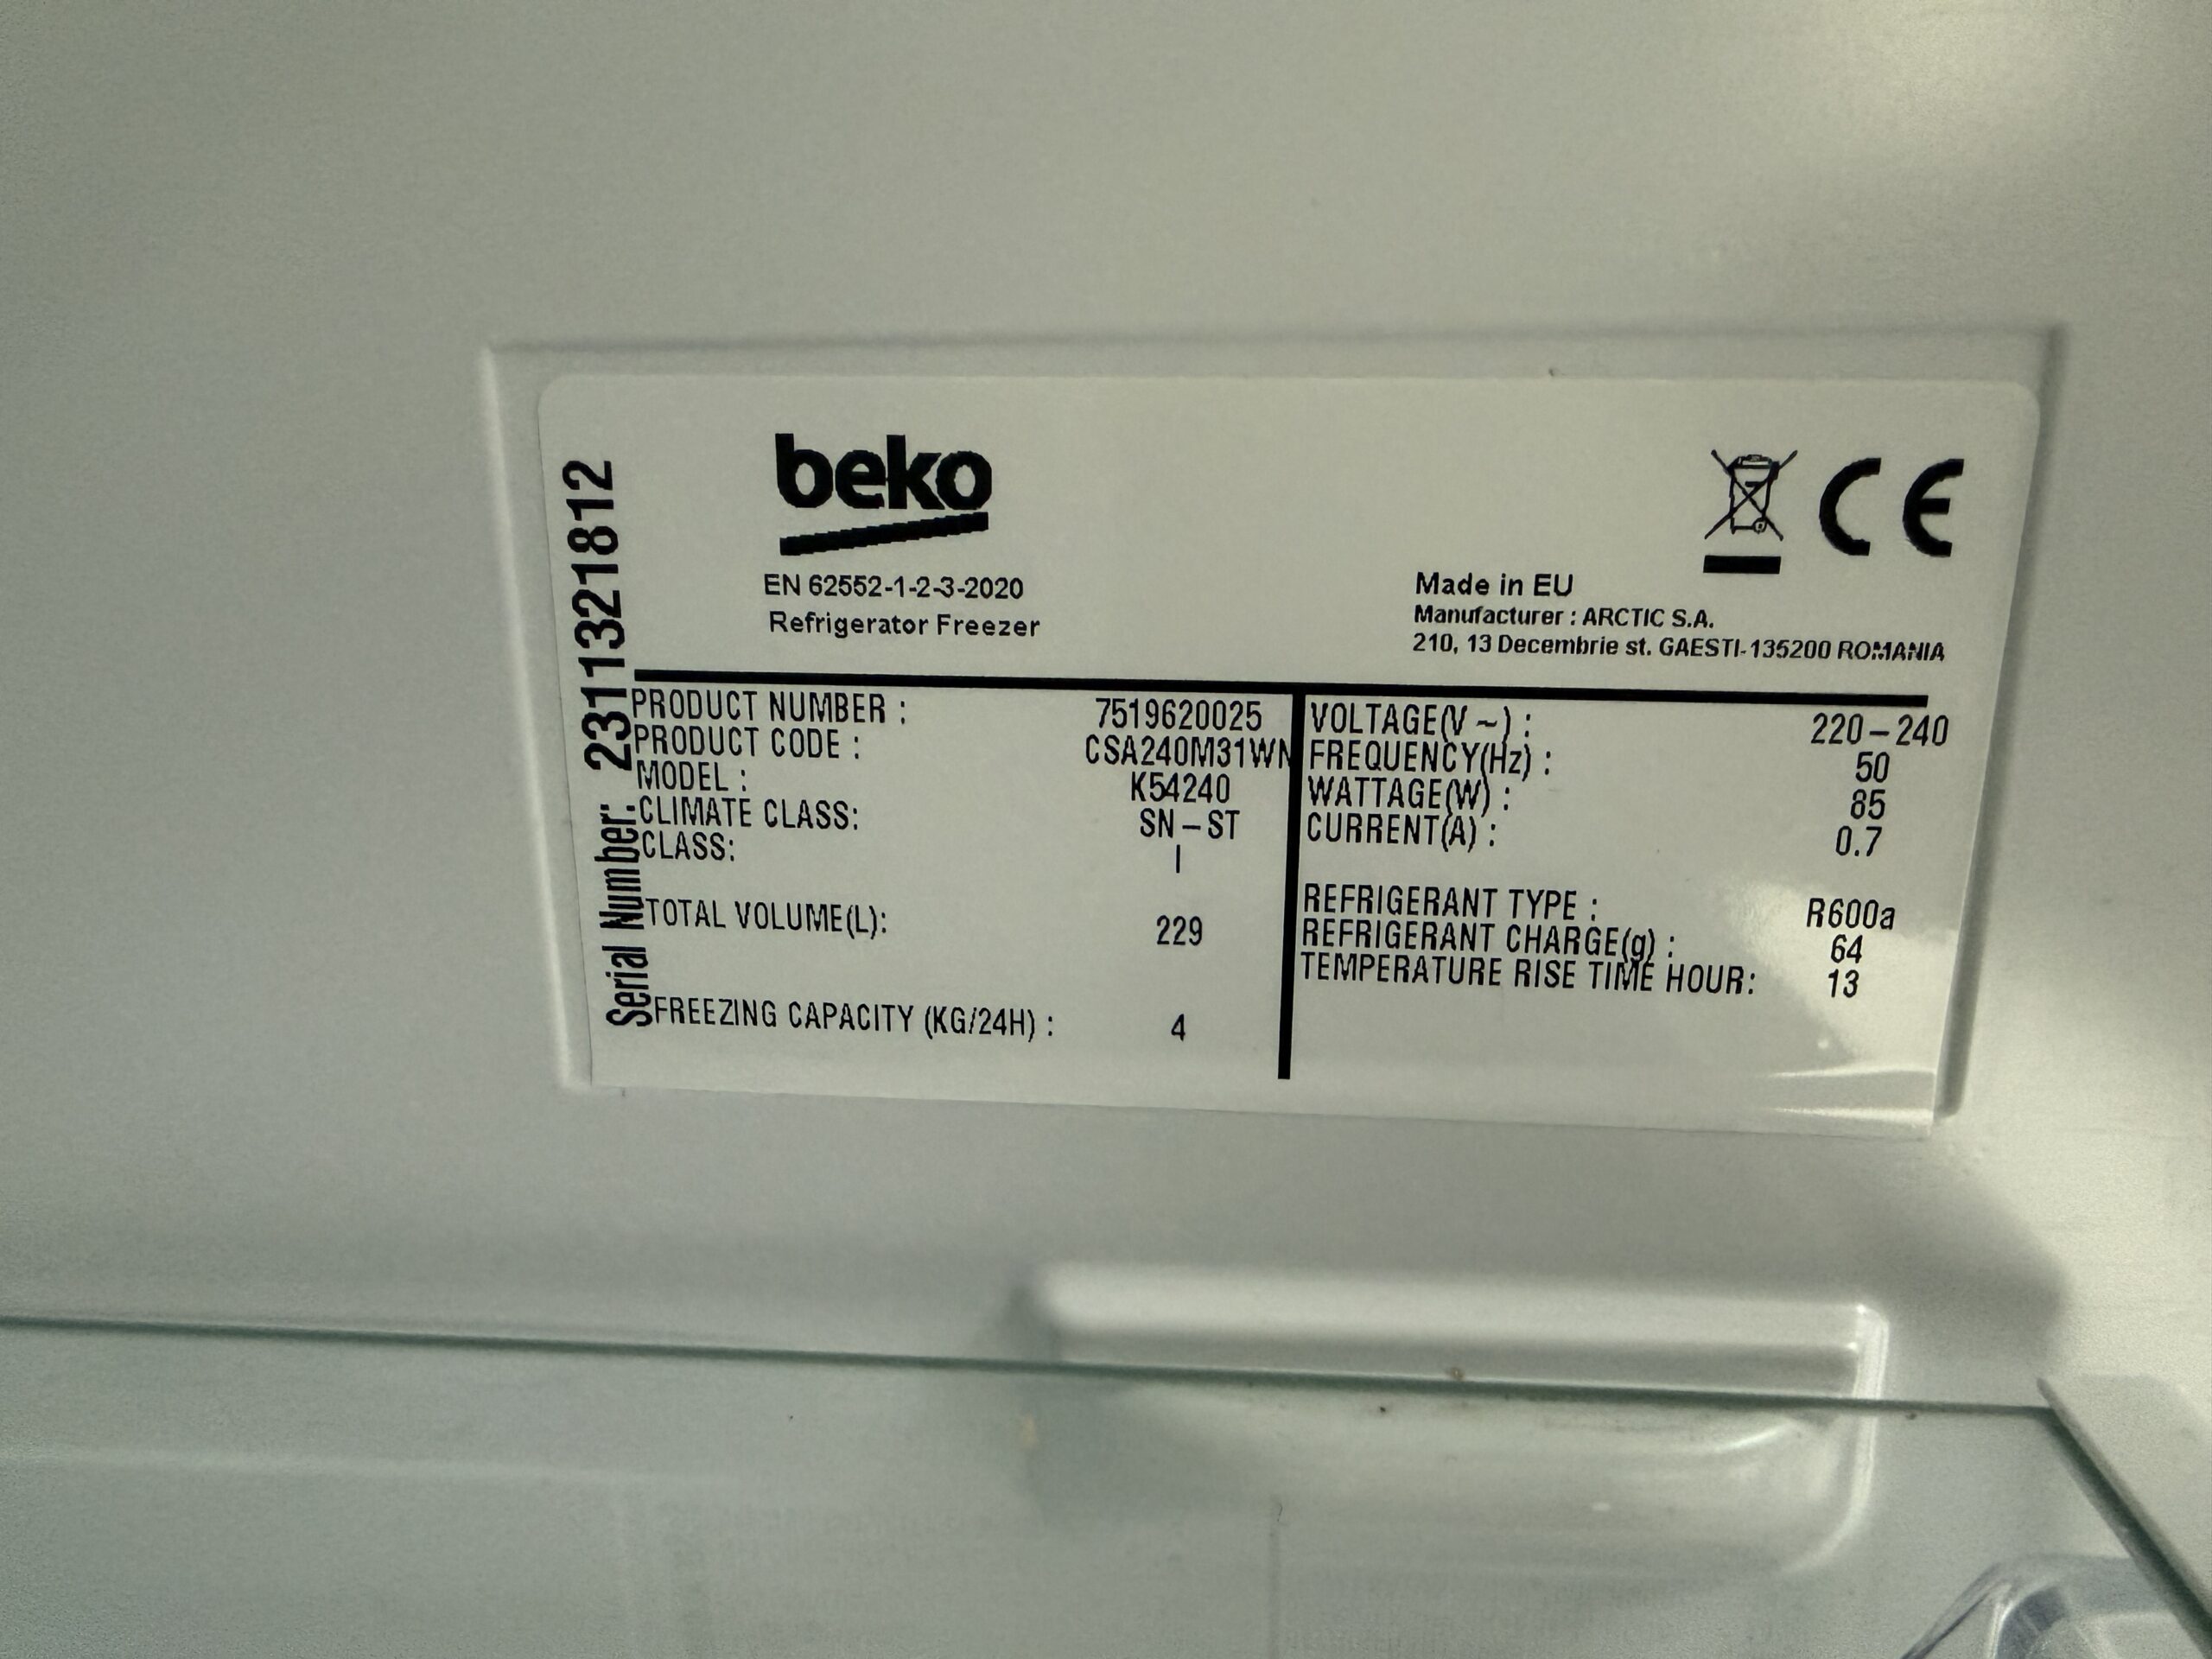 beko
EN 62552-1-2-3-2020
Refrigerator Freezer
CE
Made in EU
Manufacturer : ARCTIC S.A.
210, 13 Decembrie st. GAESTI-135200 ROMANIA
Serial Number: 231132181​2
PRODUCT NUMBER : 7519620025
PRODUCT CODE : CSA240M31WN
MODEL : K54240
CLIMATE CLASS: SN-ST
CLASS: I
TOTAL VOLUME(L): 229
FREEZING CAPACITY (KG/24H) : 4
VOLTAGE(V ~) : 220-240
FREQUENCY(Hz) : 50
WATTAGE(W) : 85
CURRENT(A) : 0.7
REFRIGERANT TYPE : R600a
REFRIGERANT CHARGE(g) : 64
TEMPERATURE RISE TIME HOUR: 13